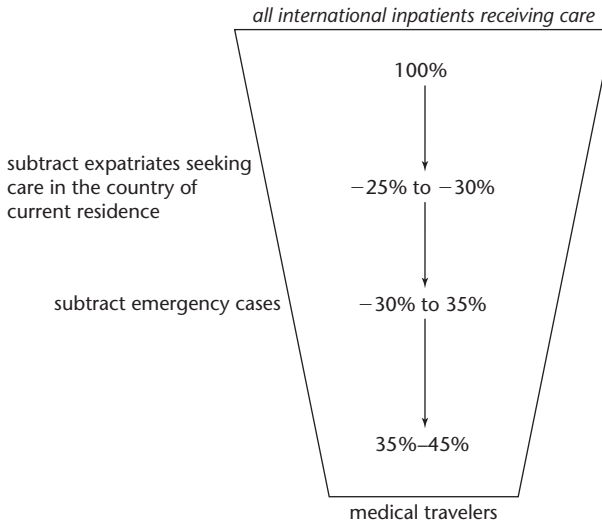 all international inpatients receiving care
100%
subtract expatriates seeking
care in the country of
current residence
−25% to −30%
subtract emergency cases
−30% to 35%
35%–45%
medical travelers